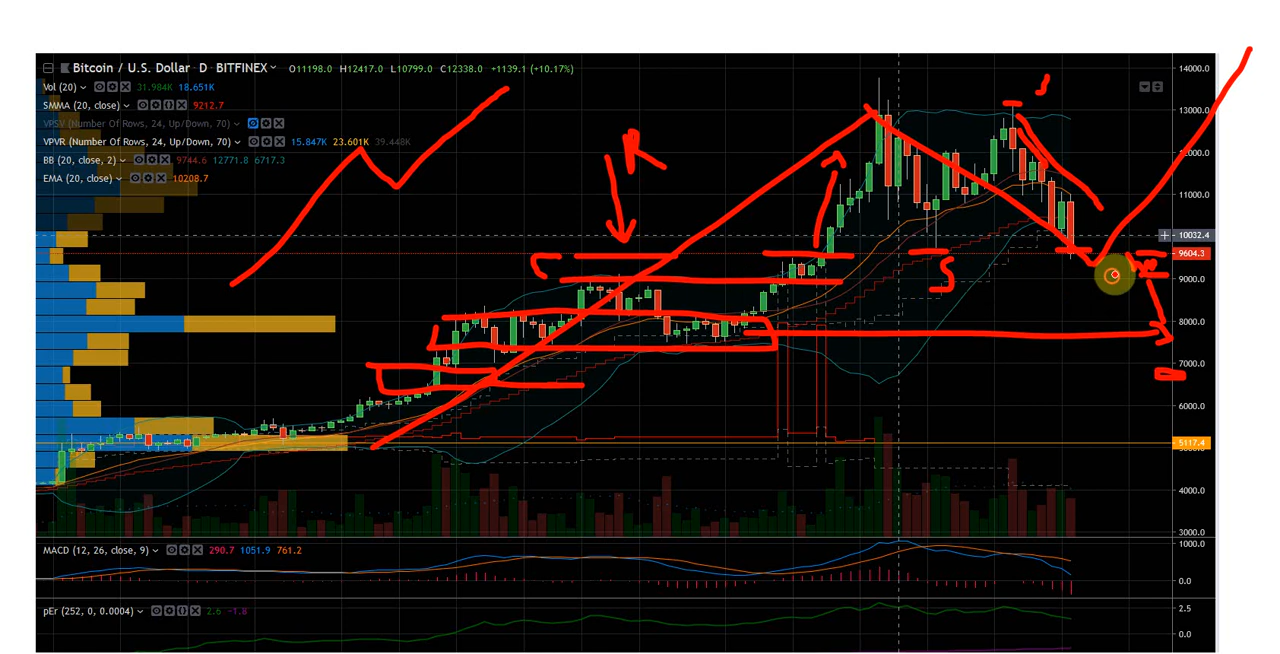 Bitcoin / U.S. Dollar D BITFINEX O11198.0 H12417.0 L10799.0 C12338.0 +1139.1 (+10.17%)
Vol (20) 31.984K 18.651K
SMMA (20, close) 9212.7
VPSV (Number Of Rows, 24, Up/Down, 70)
VPVR (Number Of Rows, 24, Up/Down, 70) 15.847K 23.601K 39.448K
BB (20, close, 2) 9744.6 12771.8 6717.3
EMA (20, close) 10208.7
14000.0
13000.0
12000.0
11000.0
10032.4
9604.3
9000.0
8000.0
7000.0
6000.0
5117.4
4000.0
3000.0
MACD (12, 26, close, 9) 290.7 1051.9 761.2
1000.0
0.0
pEr (252, 0, 0.0004) 2.6 -1.8
2.5
0.0